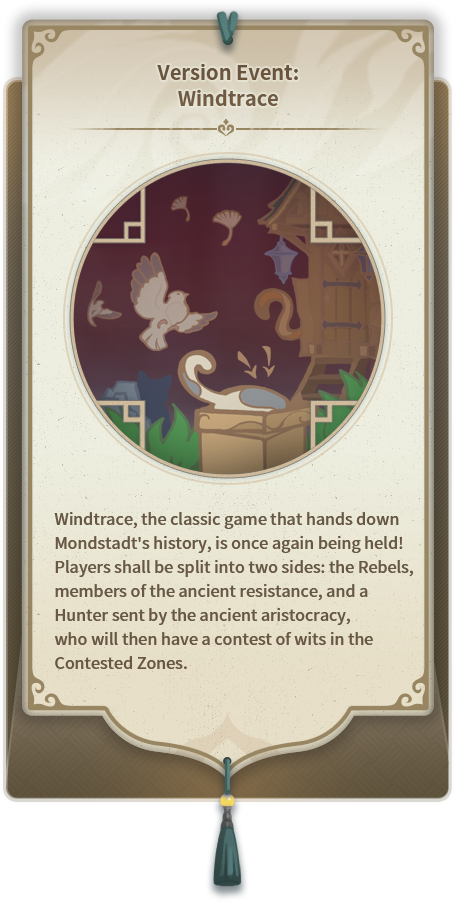 Version Event:
Windtrace
Windtrace, the classic game that hands down
Mondstadt's history, is once again being held!
Players shall be split into two sides: the Rebels,
members of the ancient resistance, and a
Hunter sent by the ancient aristocracy,
who will then have a contest of wits in the
Contested Zones.